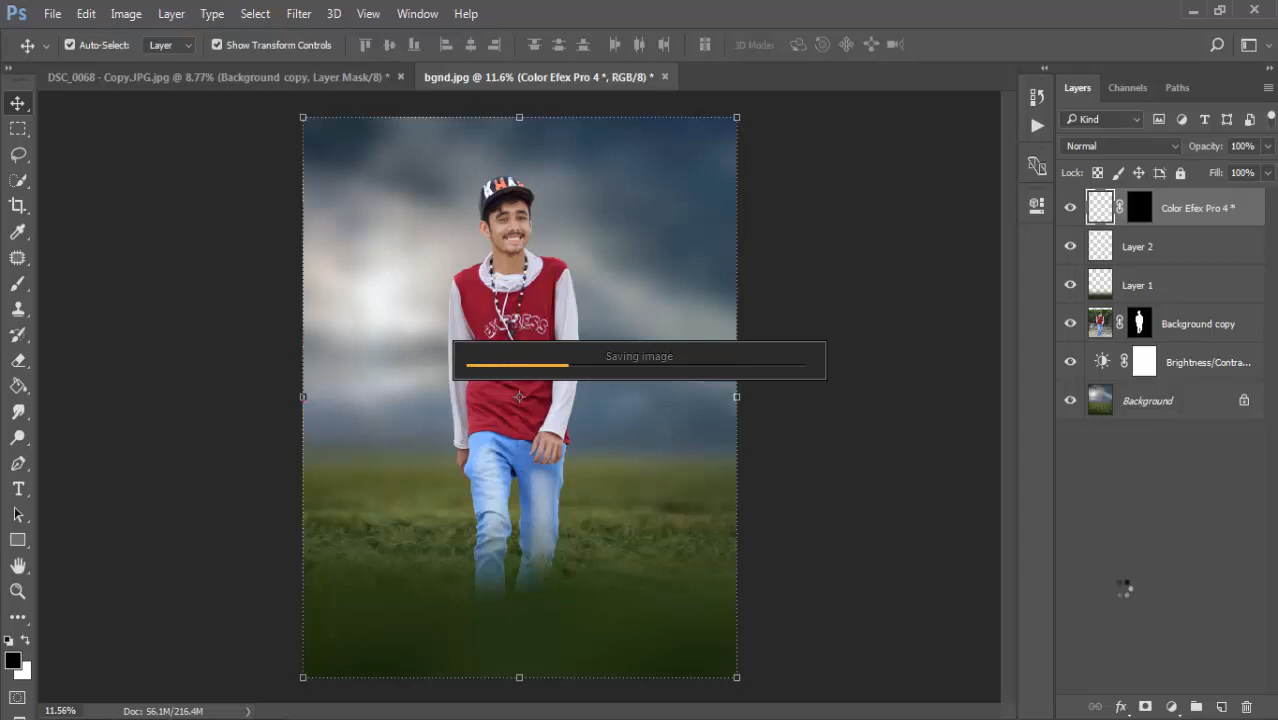 Ps File Edit Image Layer Type Select Filter 3D View Window Help
Auto-Select: Layer Show Transform Controls 3D Mode:
DSC_0068 - Copy.JPG.jpg @ 8.77% (Background copy, Layer Mask/8) *
bgnd.jpg @ 11.6% (Color Efex Pro 4 *, RGB/8) *
Layers Channels Paths
Kind
Normal Opacity: 100%
Lock: Fill: 100%
Color Efex Pro 4 *
Layer 2
Layer 1
Background copy
Brightness/Contra...
Background
Saving image
11.56% Doc: 56.1M/216.4M